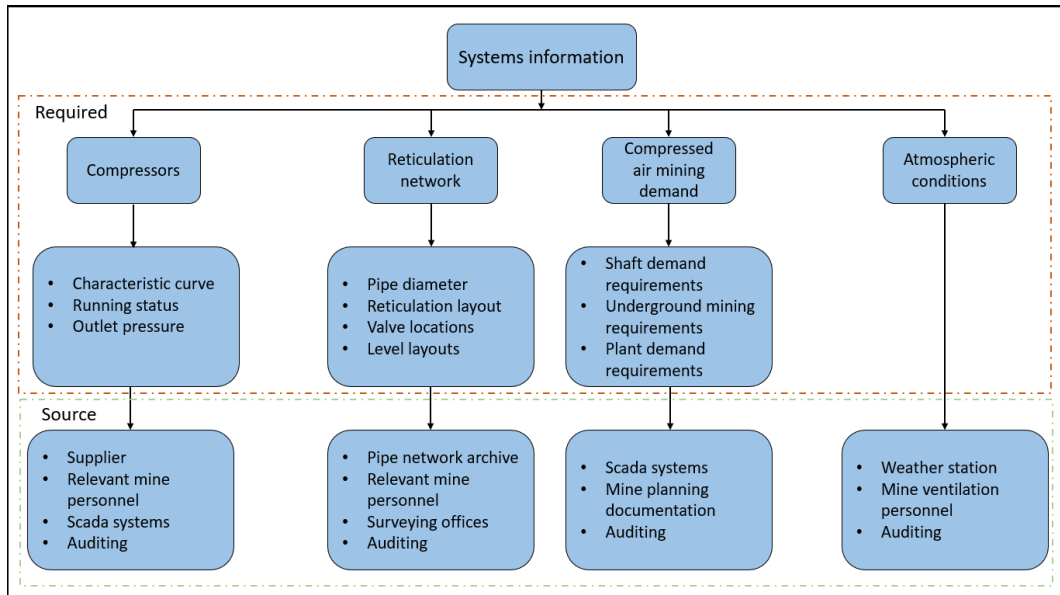 Systems information
Required
Compressors
Reticulation
network
Compressed
air mining
demand
Atmospheric
conditions
• Characteristic curve
• Running status
• Outlet pressure
• Pipe diameter
• Reticulation layout
• Valve locations
• Level layouts
• Shaft demand
requirements
• Underground mining
requirements
• Plant demand
requirements
Source
• Supplier
• Relevant mine
personnel
• Scada systems
• Auditing
• Pipe network archive
• Relevant mine
personnel
• Surveying offices
• Auditing
• Scada systems
• Mine planning
documentation
• Auditing
• Weather station
• Mine ventilation
personnel
• Auditing